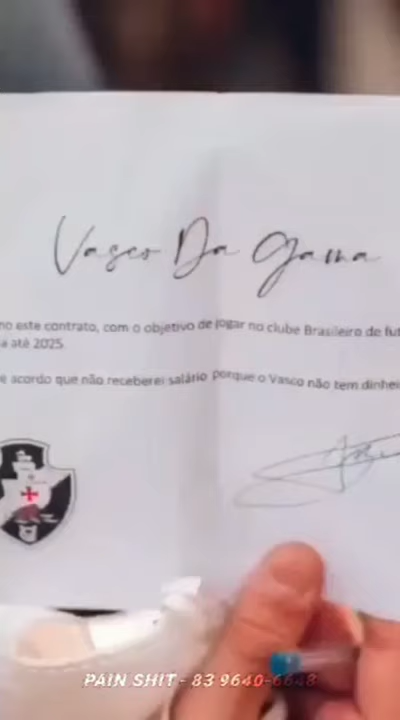 Vasco Da Gama
no este contrato, com o objetivo de jogar no clube Brasileiro de fut
a até 2025.
e acordo que não receberei salário porque o Vasco não tem dinhei
PAIN SHIT - 83 9640-6648